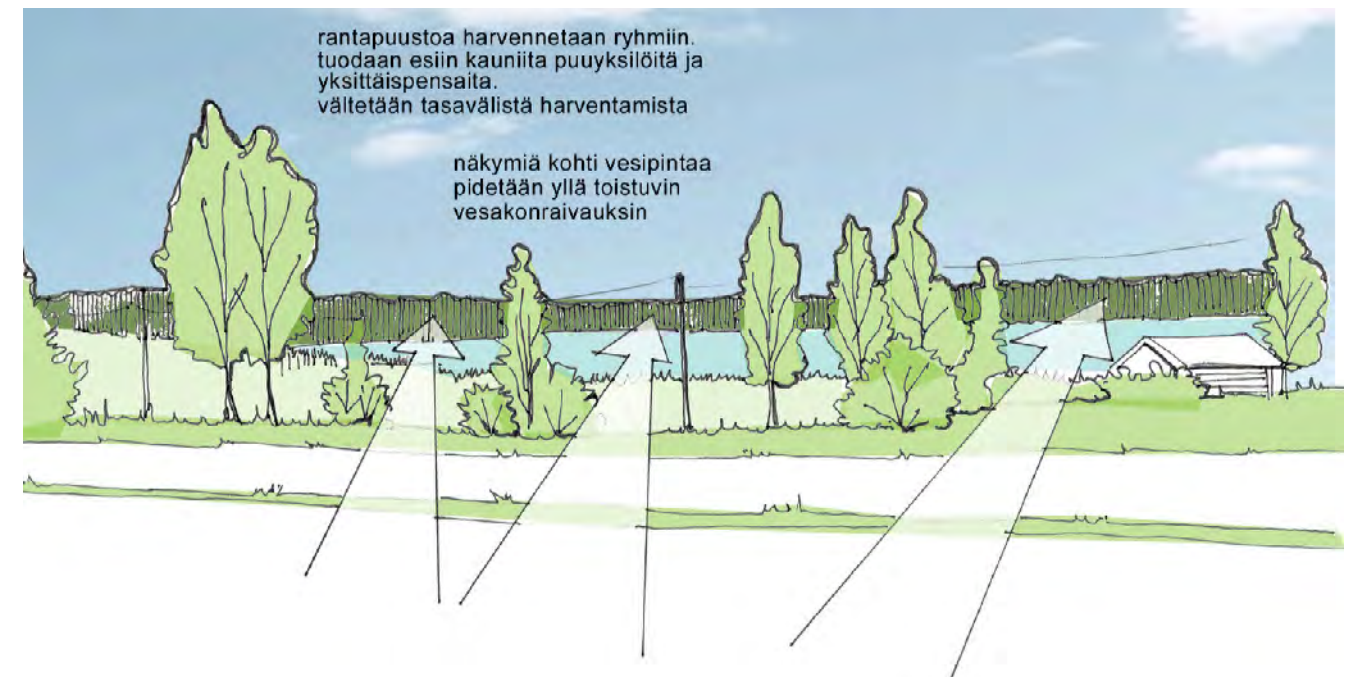 rantapuustoa harvennetaan ryhmiin.
tuodaan esiin kauniita puuyksilöitä ja
yksittäispensaita.
vältetään tasavälistä harventamista
näkymiä kohti vesipintaa
pidetään yllä toistuvin
vesakonraivauksin